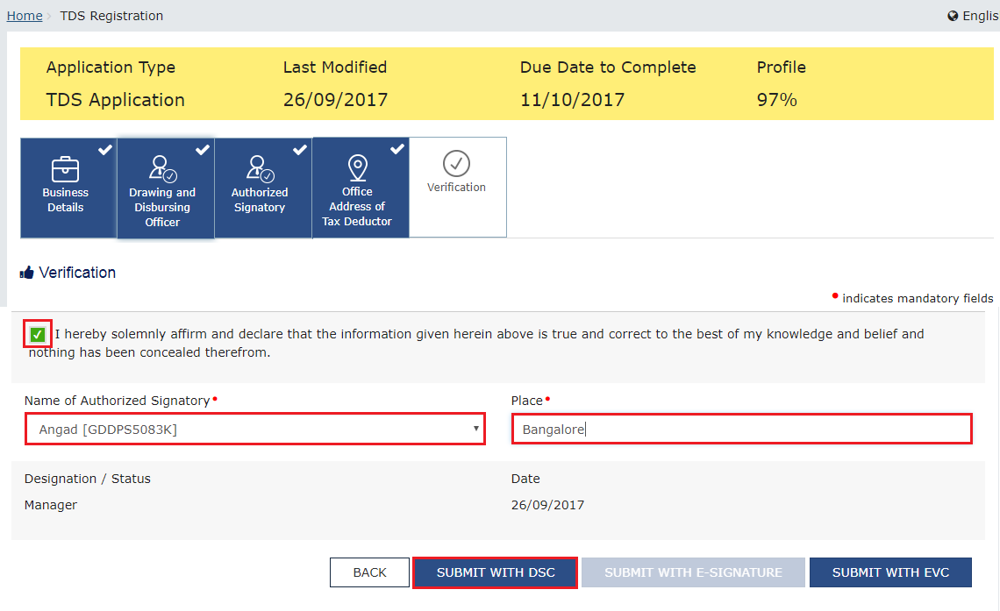 Home › TDS Registration
Englis
Application Type Last Modified Due Date to Complete Profile
TDS Application 26/09/2017 11/10/2017 97%
Business
Details
Drawing and
Disbursing
Officer
Authorized
Signatory
Office
Address of
Tax Deductor
Verification
Verification
• indicates mandatory fields
I hereby solemnly affirm and declare that the information given herein above is true and correct to the best of my knowledge and belief and
nothing has been concealed therefrom.
Name of Authorized Signatory• Place•
Angad [GDDPS5083K] Bangalore
Designation / Status Date
Manager 26/09/2017
BACK SUBMIT WITH DSC SUBMIT WITH E-SIGNATURE SUBMIT WITH EVC